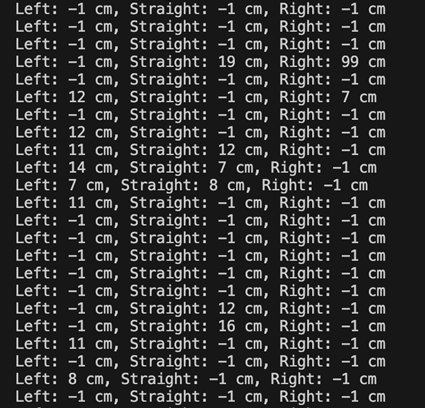 Left: -1 cm, Straight: -1 cm, Right: -1 cm
Left: -1 cm, Straight: -1 cm, Right: -1 cm
Left: -1 cm, Straight: -1 cm, Right: -1 cm
Left: -1 cm, Straight: 19 cm, Right: 99 cm
Left: -1 cm, Straight: -1 cm, Right: -1 cm
Left: 12 cm, Straight: -1 cm, Right: 7 cm
Left: -1 cm, Straight: -1 cm, Right: -1 cm
Left: 12 cm, Straight: -1 cm, Right: -1 cm
Left: 11 cm, Straight: 12 cm, Right: -1 cm
Left: 14 cm, Straight: 7 cm, Right: -1 cm
Left: 7 cm, Straight: 8 cm, Right: -1 cm
Left: 11 cm, Straight: -1 cm, Right: -1 cm
Left: -1 cm, Straight: -1 cm, Right: -1 cm
Left: -1 cm, Straight: -1 cm, Right: -1 cm
Left: -1 cm, Straight: -1 cm, Right: -1 cm
Left: -1 cm, Straight: -1 cm, Right: -1 cm
Left: -1 cm, Straight: -1 cm, Right: -1 cm
Left: -1 cm, Straight: 12 cm, Right: -1 cm
Left: -1 cm, Straight: 16 cm, Right: -1 cm
Left: 11 cm, Straight: -1 cm, Right: -1 cm
Left: -1 cm, Straight: -1 cm, Right: -1 cm
Left: 8 cm, Straight: -1 cm, Right: -1 cm
Left: -1 cm, Straight: -1 cm, Right: -1 cm